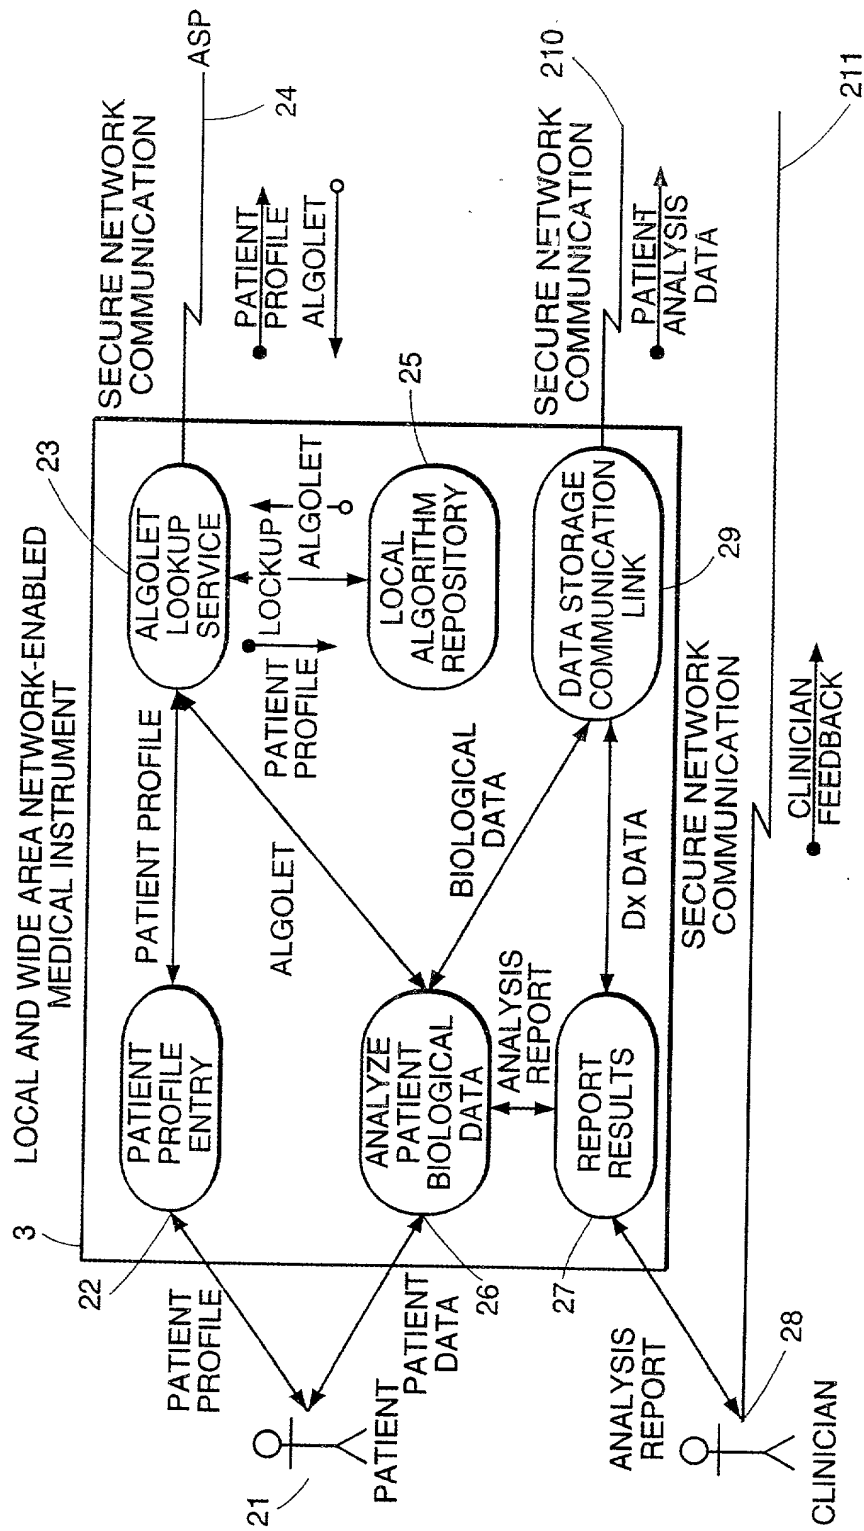 LOCAL AND WIDE AREA NETWORK-ENABLED
MEDICAL INSTRUMENT
3
22
PATIENT
PROFILE
PATIENT
PROFILE
ENTRY
PATIENT PROFILE
23
ALGOLET
LOOKUP
SERVICE
SECURE NETWORK
COMMUNICATION
ASP
24
PATIENT
PROFILE
ALGOLET
PATIENT
PROFILE
LOCKUP
ALGOLET
25
LOCAL
ALGORITHM
REPOSITORY
ALGOLET
21
PATIENT
PATIENT
DATA
26
ANALYZE
PATIENT
BIOLOGICAL
DATA
BIOLOGICAL
DATA
ANALYSIS
REPORT
27
REPORT
RESULTS
Dx DATA
DATA STORAGE
COMMUNICATION
LINK
29
SECURE NETWORK
COMMUNICATION
210
PATIENT
ANALYSIS
DATA
ANALYSIS
REPORT
28
CLINICIAN
SECURE NETWORK
COMMUNICATION
CLINICIAN
FEEDBACK
211